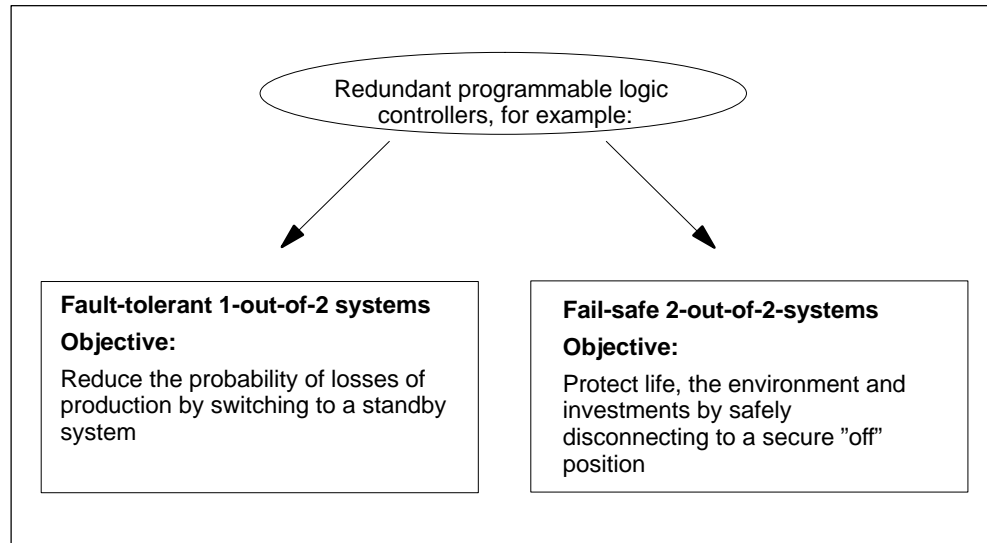 Redundant programmable logic
controllers, for example:
Fault-tolerant 1-out-of-2 systems
Objective:
Reduce the probability of losses of
production by switching to a standby
system
Fail-safe 2-out-of-2-systems
Objective:
Protect life, the environment and
investments by safely
disconnecting to a secure ”off”
position